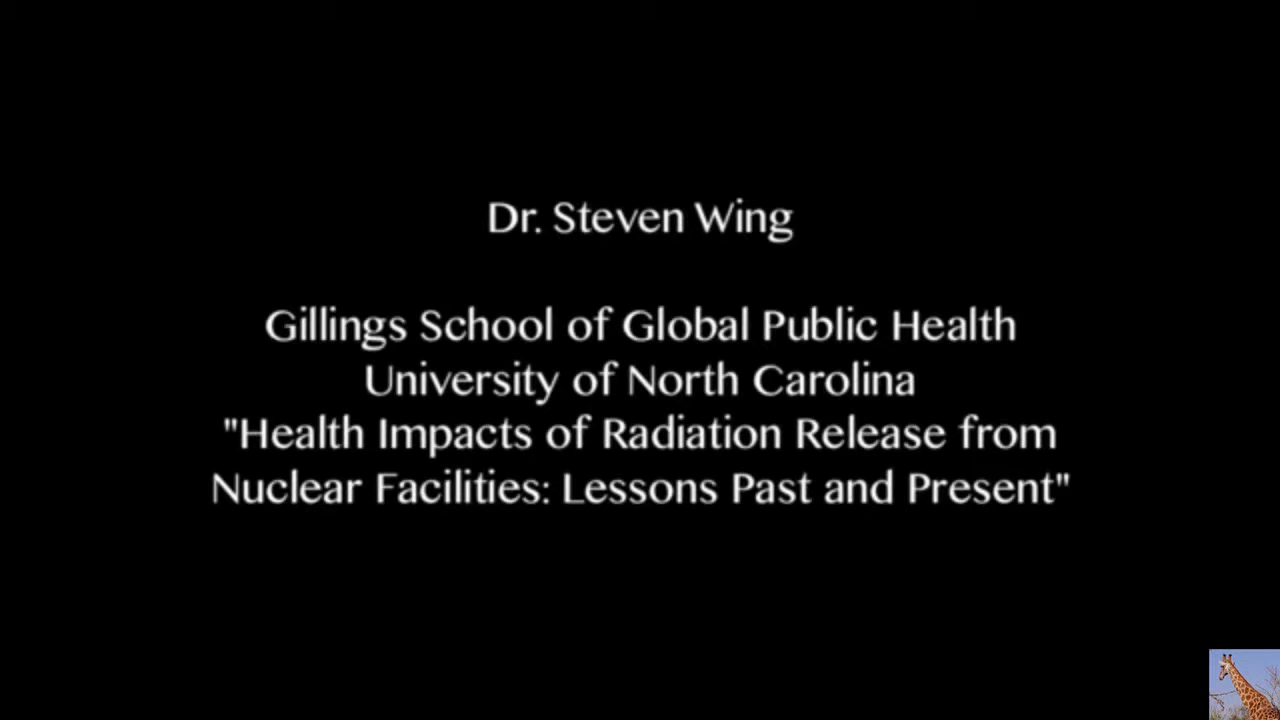 Dr. Steven Wing
Gillings School of Global Public Health
University of North Carolina
"Health Impacts of Radiation Release from
Nuclear Facilities: Lessons Past and Present"